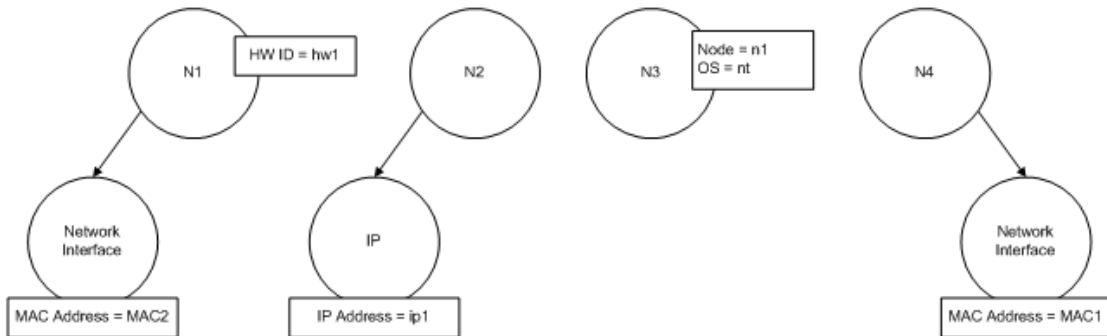 N1
HW ID = hw1
N2
N3
Node = n1
OS = nt
N4
Network
Interface
MAC Address = MAC2
IP
IP Address = ip1
Network
Interface
MAC Address = MAC1